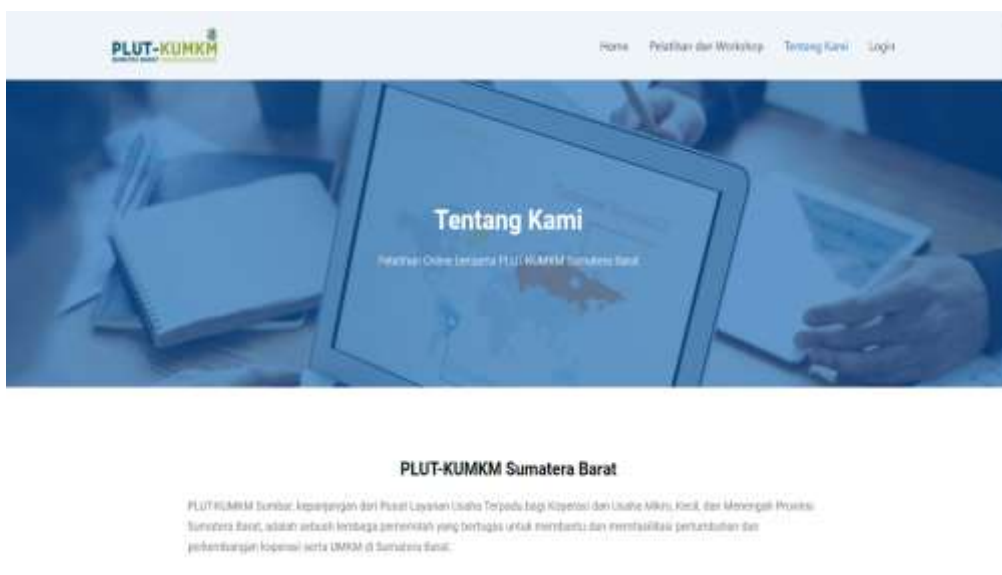 PLUT-KUMKM
SUMATERA BARAT
Home Pelatihan dan Workshop Tentang Kami Login
Tentang Kami
Pelatihan Online bersama PLUT-KUMKM Sumatera Barat
PLUT-KUMKM Sumatera Barat
PLUT-KUMKM Sumbar, kepanjangan dari Pusat Layanan Usaha Terpadu bagi Koperasi dan Usaha Mikro, Kecil, dan Menengah Provinsi
Sumatera Barat, adalah sebuah lembaga pemerintah yang bertugas untuk membantu dan memfasilitasi pertumbuhan dan
perkembangan koperasi serta UMKM di Sumatera Barat.